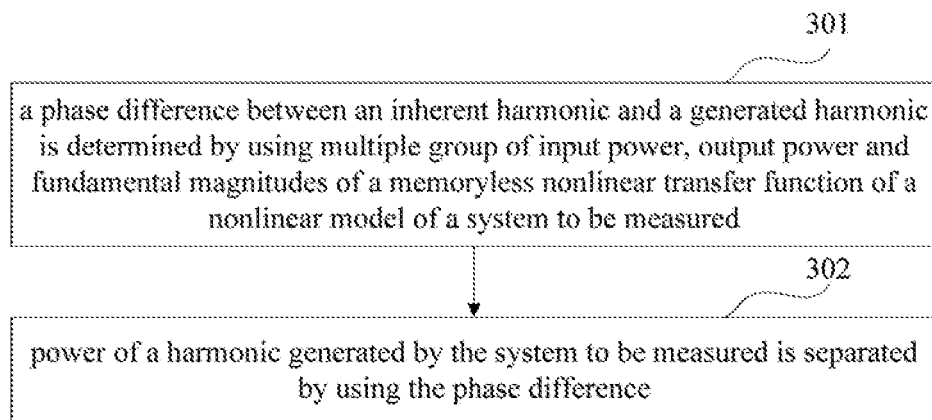 301
a phase difference between an inherent harmonic and a generated harmonic
is determined by using multiple group of input power, output power and
fundamental magnitudes of a memoryless nonlinear transfer function of a
nonlinear model of a system to be measured
302
power of a harmonic generated by the system to be measured is separated
by using the phase difference